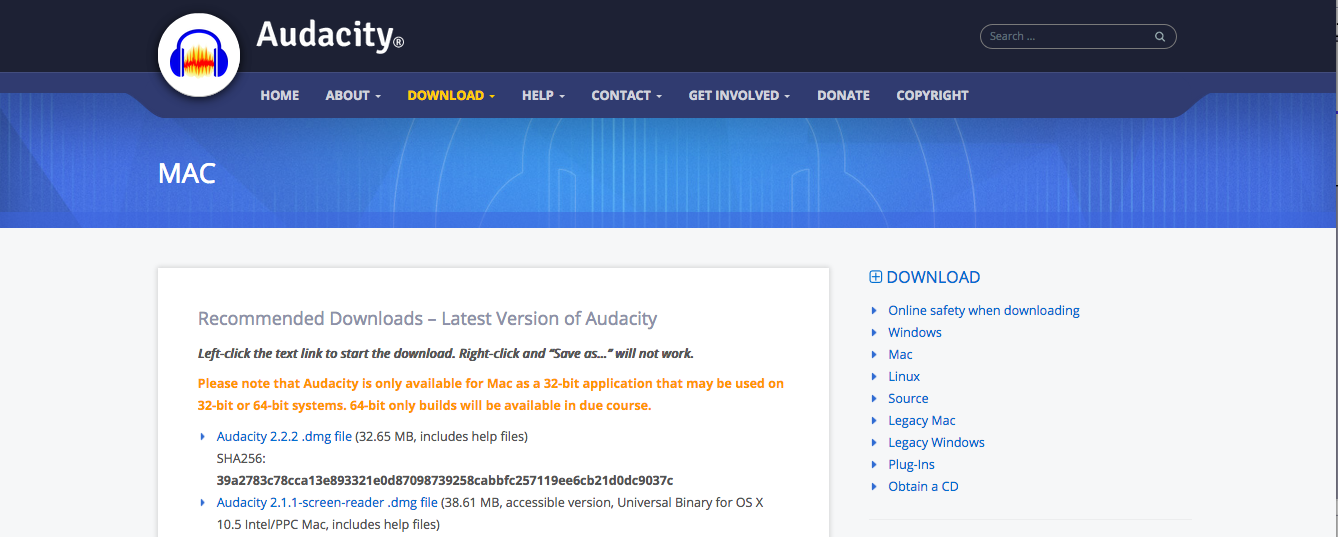 Audacity®
Search ...
HOME ABOUT DOWNLOAD HELP CONTACT GET INVOLVED DONATE COPYRIGHT
MAC
Recommended Downloads – Latest Version of Audacity
Left-click the text link to start the download. Right-click and “Save as...” will not work.
Please note that Audacity is only available for Mac as a 32-bit application that may be used on
32-bit or 64-bit systems. 64-bit only builds will be available in due course.
Audacity 2.2.2 .dmg file (32.65 MB, includes help files)
SHA256:
39a2783c78cca13e893321e0d87098739258cabbfc257119ee6cb21d0dc9037c
Audacity 2.1.1-screen-reader .dmg file (38.61 MB, accessible version, Universal Binary for OS X
10.5 Intel/PPC Mac, includes help files)
DOWNLOAD
Online safety when downloading
Windows
Mac
Linux
Source
Legacy Mac
Legacy Windows
Plug-Ins
Obtain a CD